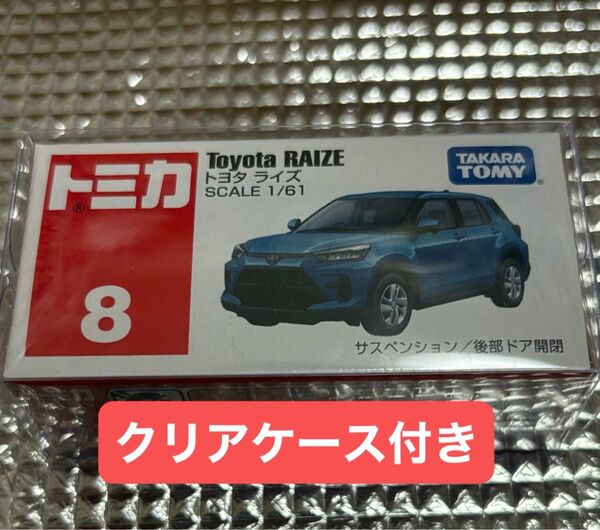 トミカ
®
8
Toyota RAIZE
トヨタ ライズ
SCALE 1/61
TAKARA
TOMY®
サスペンション/後部ドア開閉
クリアケース付き